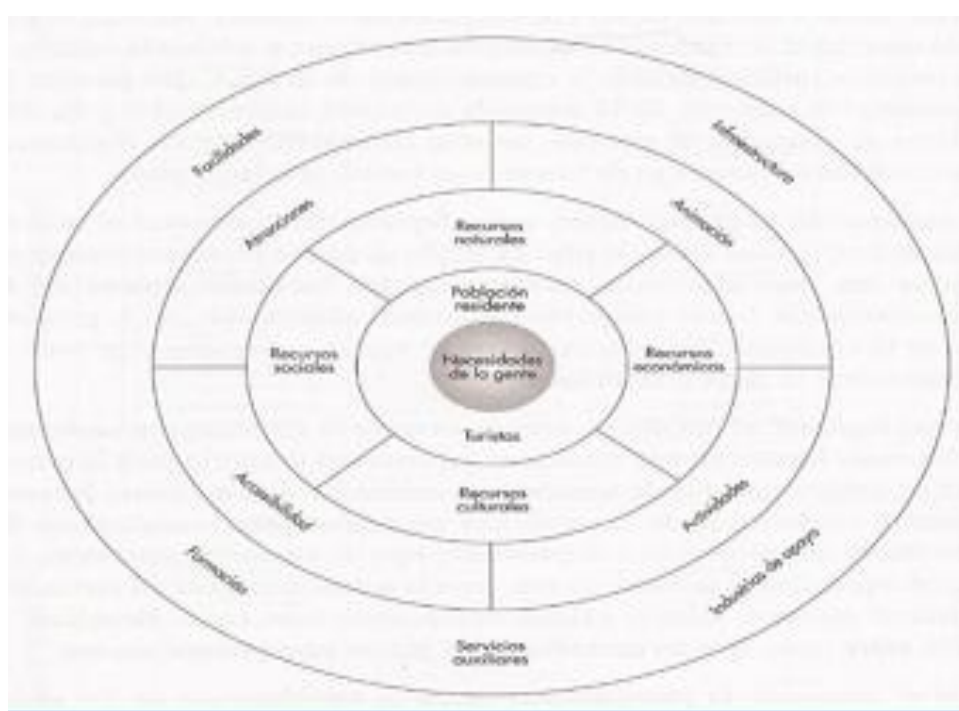 Facilidades
Infraestructura
Atracciones
Recursos
naturales
Población
residente
Recursos
sociales
Necesidades
de la gente
Recursos
económicos
Turistas
Recursos
culturales
Accesibilidad
Actividades
Formación
Industrias de apoyo
Servicios
auxiliares